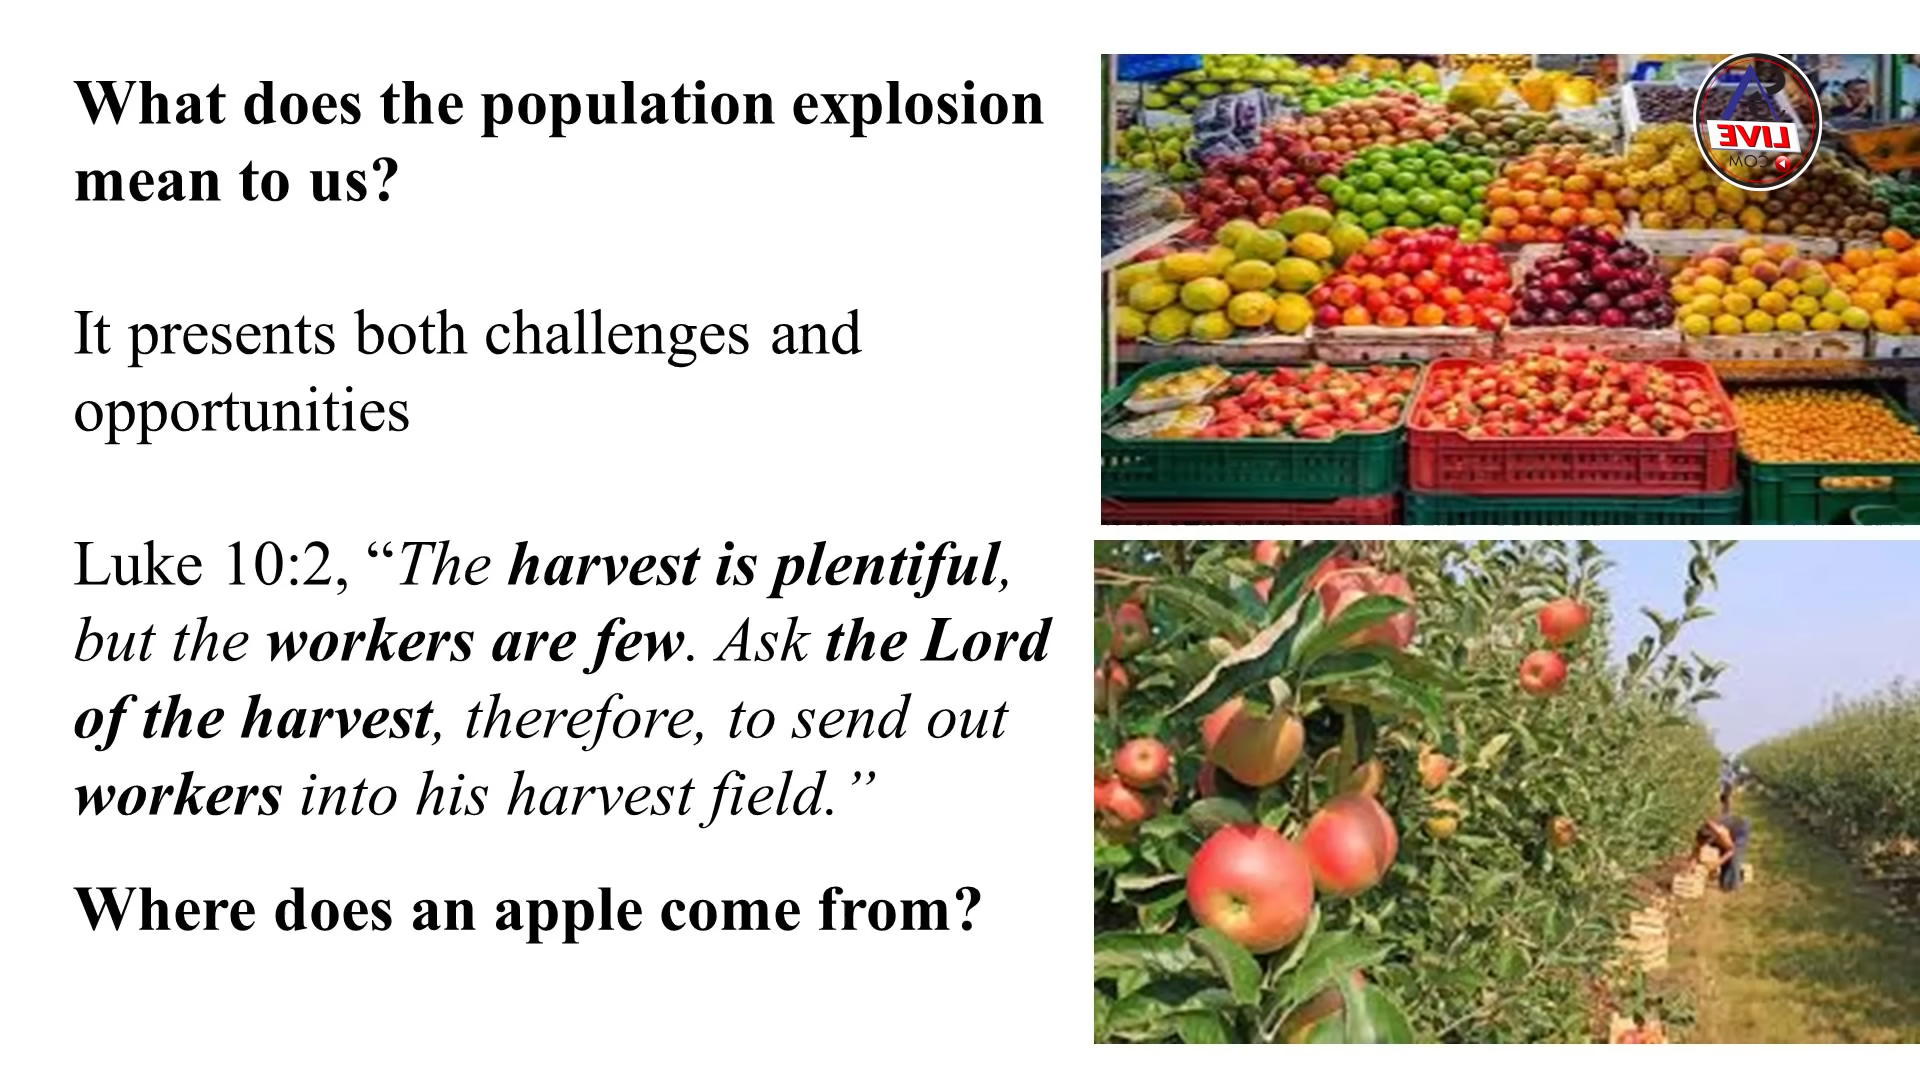 What does the population explosion
mean to us?
It presents both challenges and
opportunities
Luke 10:2, “The harvest is plentiful,
but the workers are few. Ask the Lord
of the harvest, therefore, to send out
workers into his harvest field.”
Where does an apple come from?
LIVE
COM